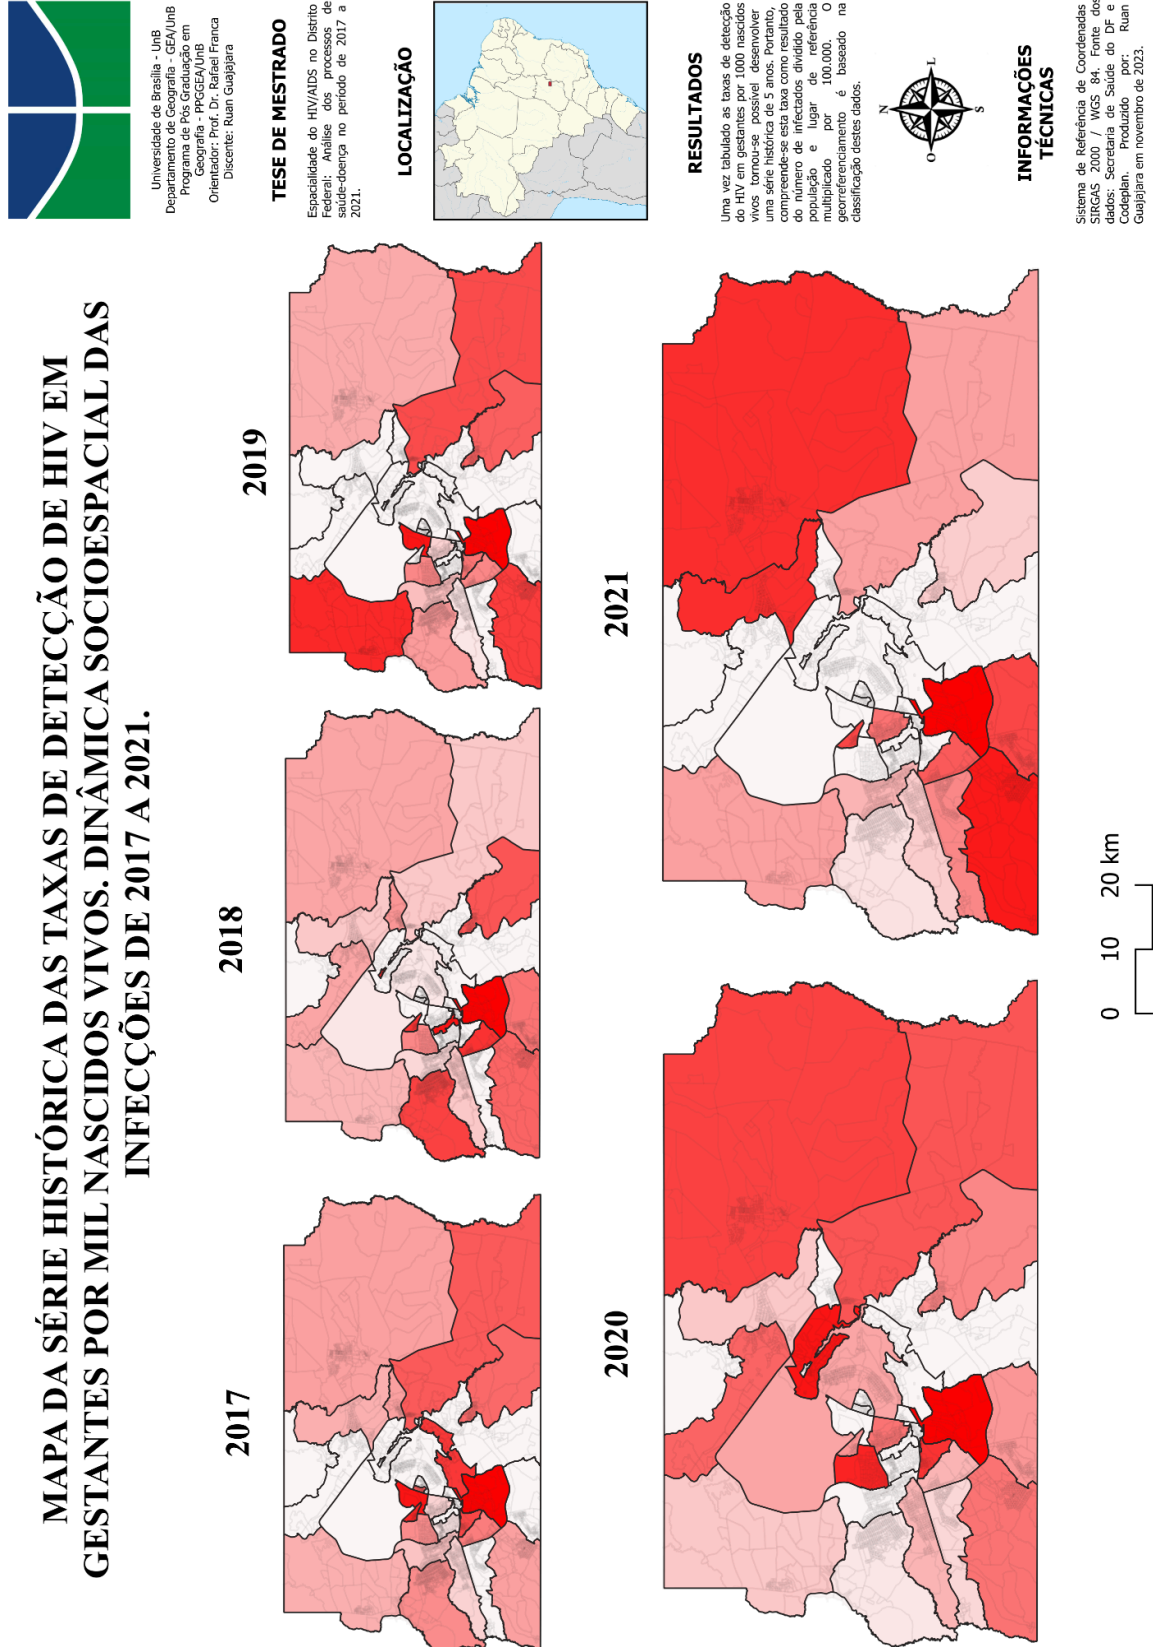 MAPA DA SÉRIE HISTÓRICA DAS TAXAS DE DETECÇÃO DE HIV EM
GESTANTES POR MIL NASCIDOS VIVOS. DINÂMICA SOCIOESPACIAL DAS
INFECÇÕES DE 2017 A 2021.
2017
2018
2019
2020
2021
0 10 20 km
Universidade de Brasília - UnB
Departamento de Geografia - GEA/UnB
Programa de Pós Graduação em
Geografia - PPGGEA/UnB
Orientador: Prof. Dr. Rafael Franca
Discente: Ruan Guajajara
TESE DE MESTRADO
Espacialidade do HIV/AIDS no Distrito
Federal: Análise dos processos de
saúde-doença no período de 2017 a
2021.
LOCALIZAÇÃO
RESULTADOS
Uma vez tabulado as taxas de detecção
do HIV em gestantes por 1000 nascidos
vivos tornou-se possível desenvolver
uma série histórica de 5 anos. Portanto,
compreende-se esta taxa como resultado
do número de infectados dividido pela
população e lugar de referência
multiplicado por 100.000. O
georreferenciamento é baseado na
classificação destes dados.
N
O
L
S
INFORMAÇÕES
TÉCNICAS
Sistema de Referência de Coordenadas
SIRGAS 2000 / WGS 84. Fonte dos
dados: Secretaria de Saúde do DF e
Codeplan. Produzido por: Ruan
Guajajara em novembro de 2023.